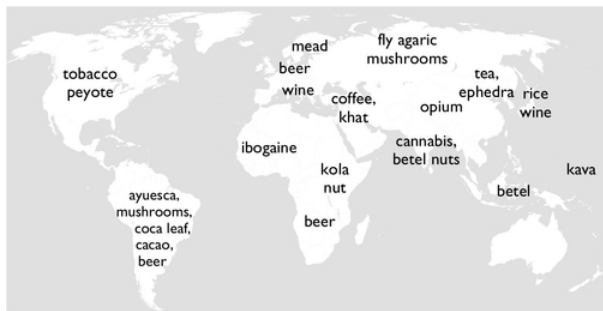 mead
fly agaric
mushrooms
beer
tobacco
peyote
tea,
ephedra
wine
coffee,
khat
opium
rice
wine
cannabis,
betel nuts
ibogaine
kola
nut
kava
betel
ayuesca,
mushrooms,
coca leaf,
cacao,
beer
beer